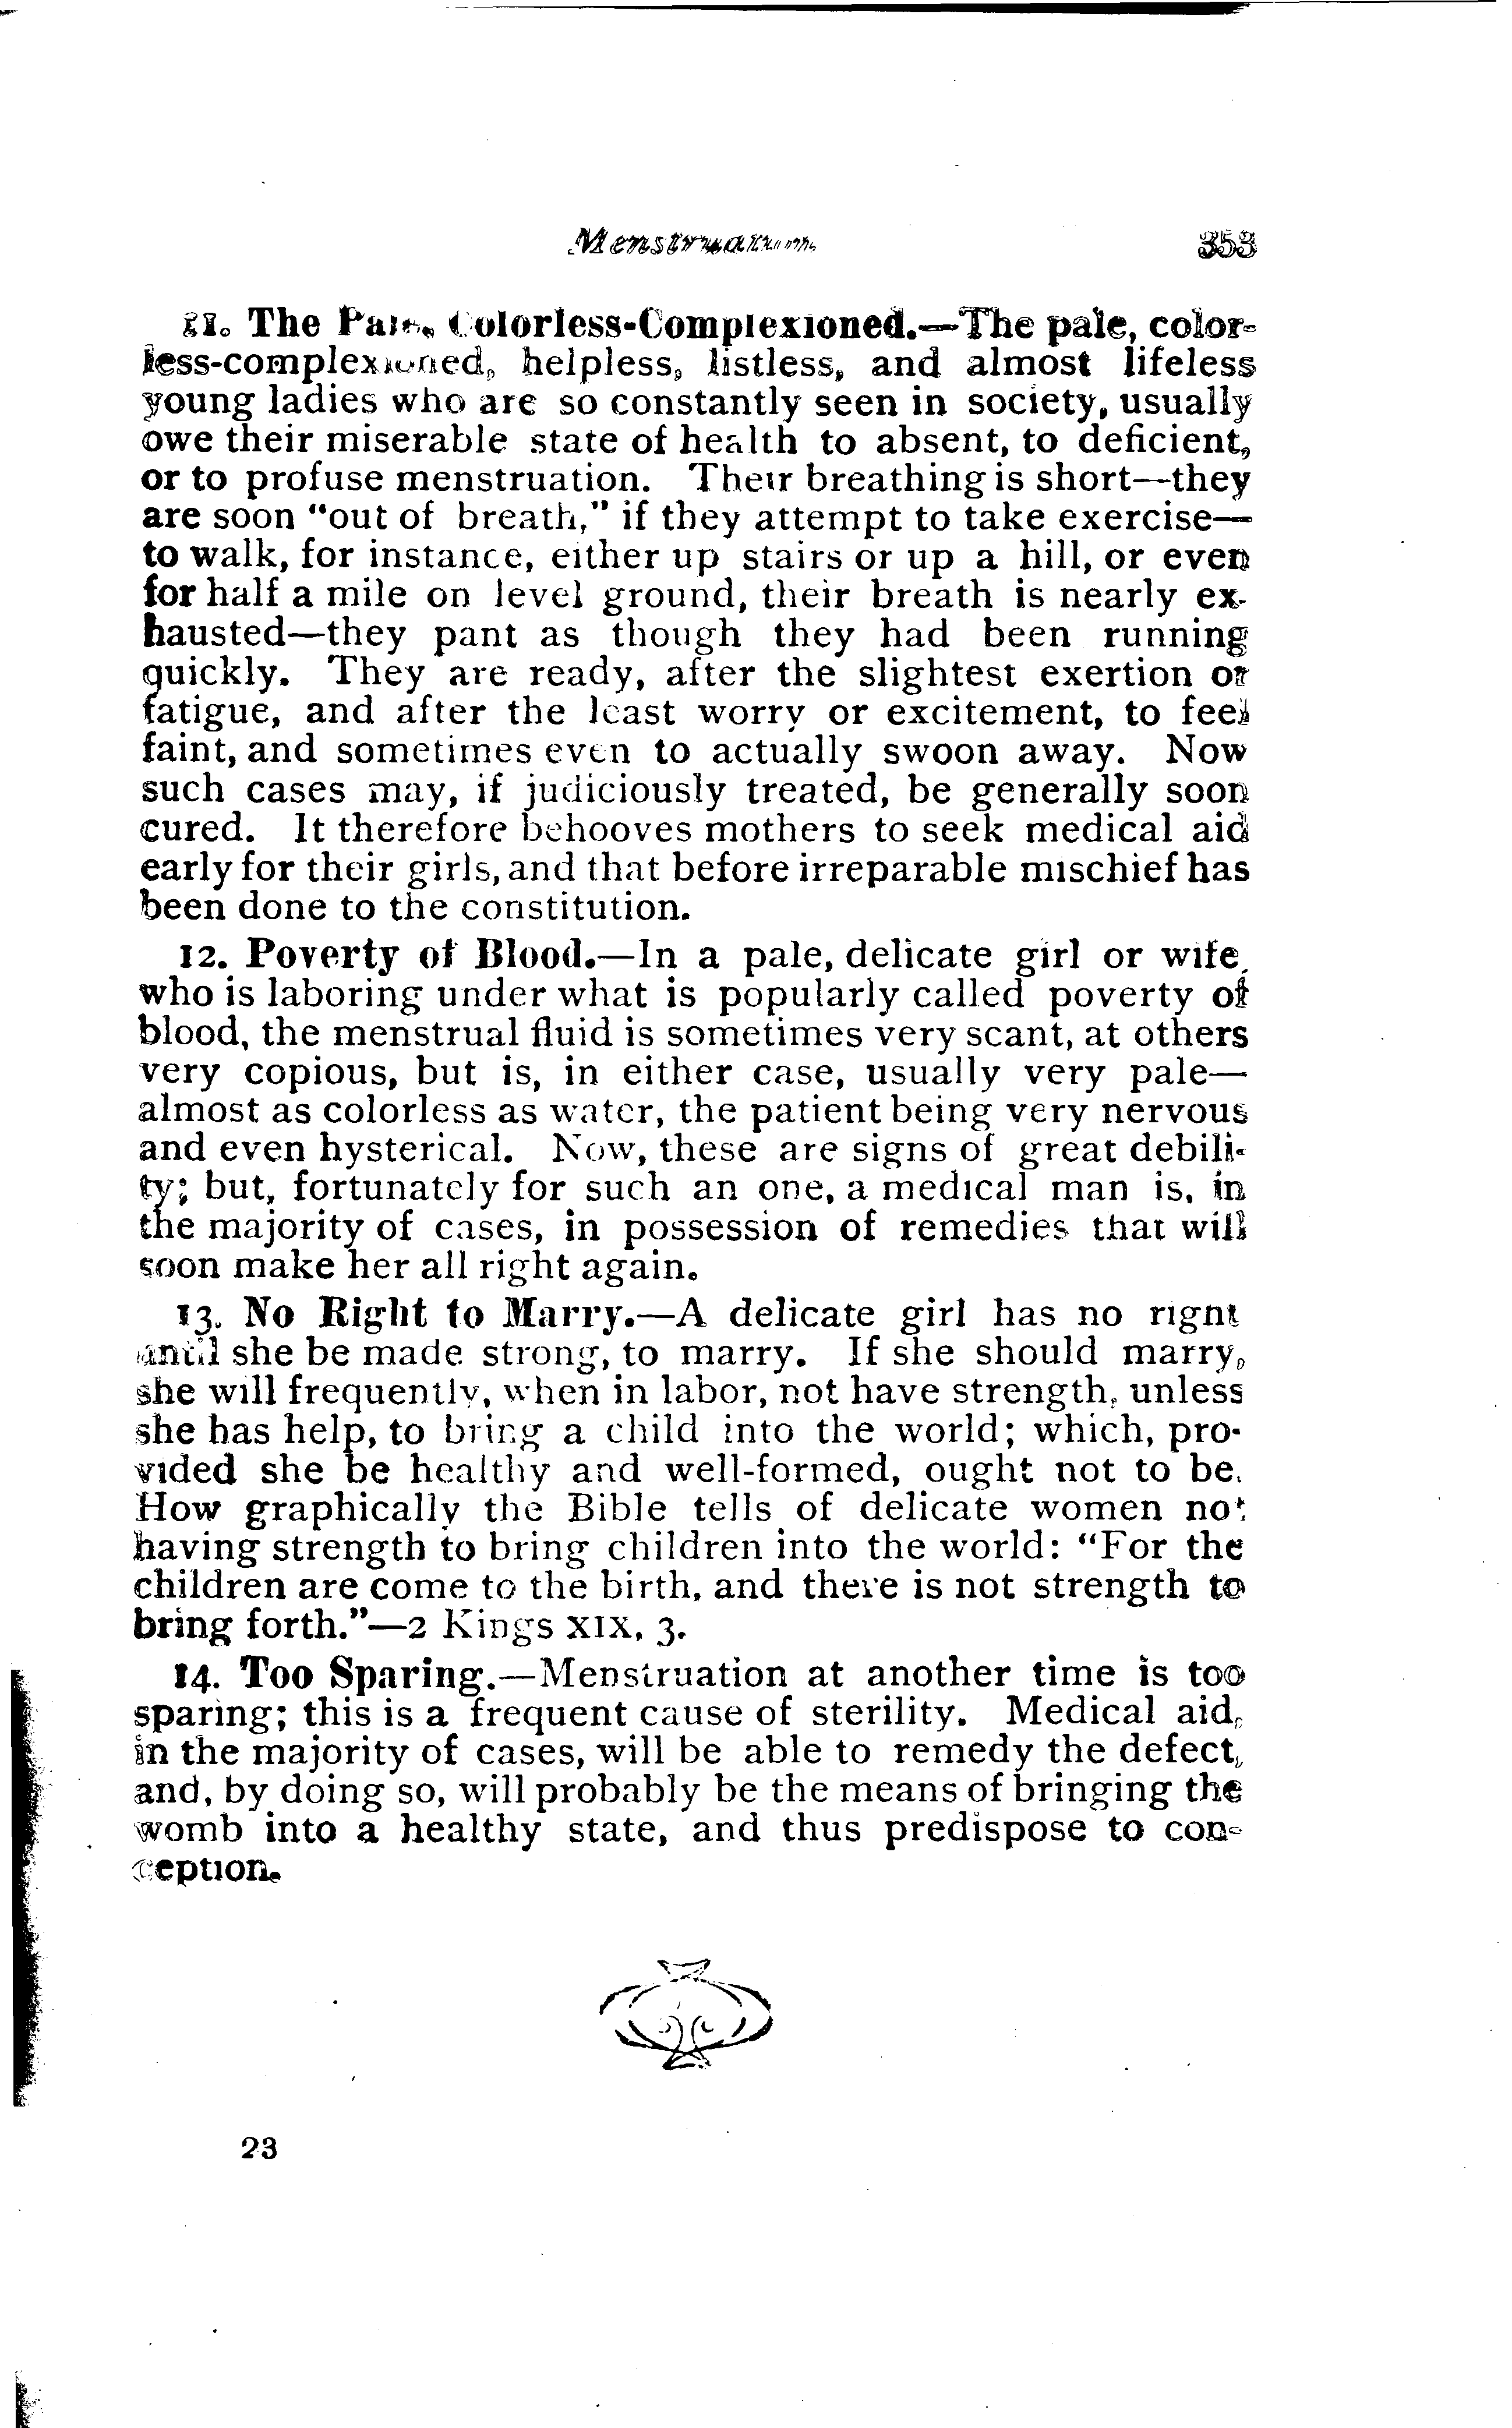 Menstruation. 353
11. The Pale, Colorless-Complexioned.—The pale, color-
less-complexioned, helpless, listless, and almost lifeless
young ladies who are so constantly seen in society, usually
owe their miserable state of health to absent, to deficient,
or to profuse menstruation. Their breathing is short—they
are soon "out of breath," if they attempt to take exercise—
to walk, for instance, either up stairs or up a hill, or even
for half a mile on level ground, their breath is nearly ex-
hausted—they pant as though they had been running
quickly. They are ready, after the slightest exertion or
fatigue, and after the least worry or excitement, to feel
faint, and sometimes even to actually swoon away. Now
such cases may, if judiciously treated, be generally soon
cured. It therefore behooves mothers to seek medical aid
early for their girls, and that before irreparable mischief has
been done to the constitution.
12. Poverty of Blood.—In a pale, delicate girl or wife,
who is laboring under what is popularly called poverty of
blood, the menstrual fluid is sometimes very scant, at others
very copious, but is, in either case, usually very pale—
almost as colorless as water, the patient being very nervous
and even hysterical. Now, these are signs of great debili-
ty; but, fortunately for such an one, a medical man is, in
the majority of cases, in possession of remedies that will
soon make her all right again.
13. No Right to Marry.—A delicate girl has no right
until she be made strong, to marry. If she should marry,
she will frequently, when in labor, not have strength, unless
she has help, to bring a child into the world; which, pro-
vided she be healthy and well-formed, ought not to be.
How graphically the Bible tells of delicate women not
having strength to bring children into the world: "For the
children are come to the birth, and there is not strength to
bring forth."—2 Kings XIX, 3.
14. Too Sparing.—Menstruation at another time is too
sparing; this is a frequent cause of sterility. Medical aid,
in the majority of cases, will be able to remedy the defect,
and, by doing so, will probably be the means of bringing the
womb into a healthy state, and thus predispose to con-
ception.
23